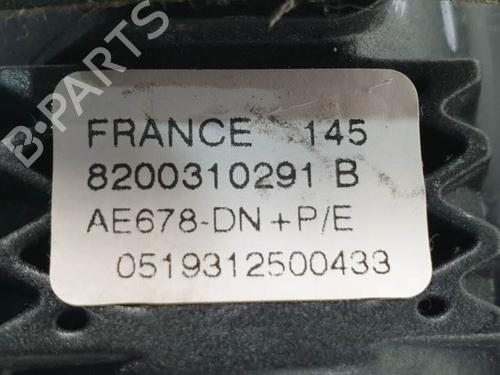 B-PARTS
FRANCE 145
8200310291 B
AE678-DN+P/E
0519312500433